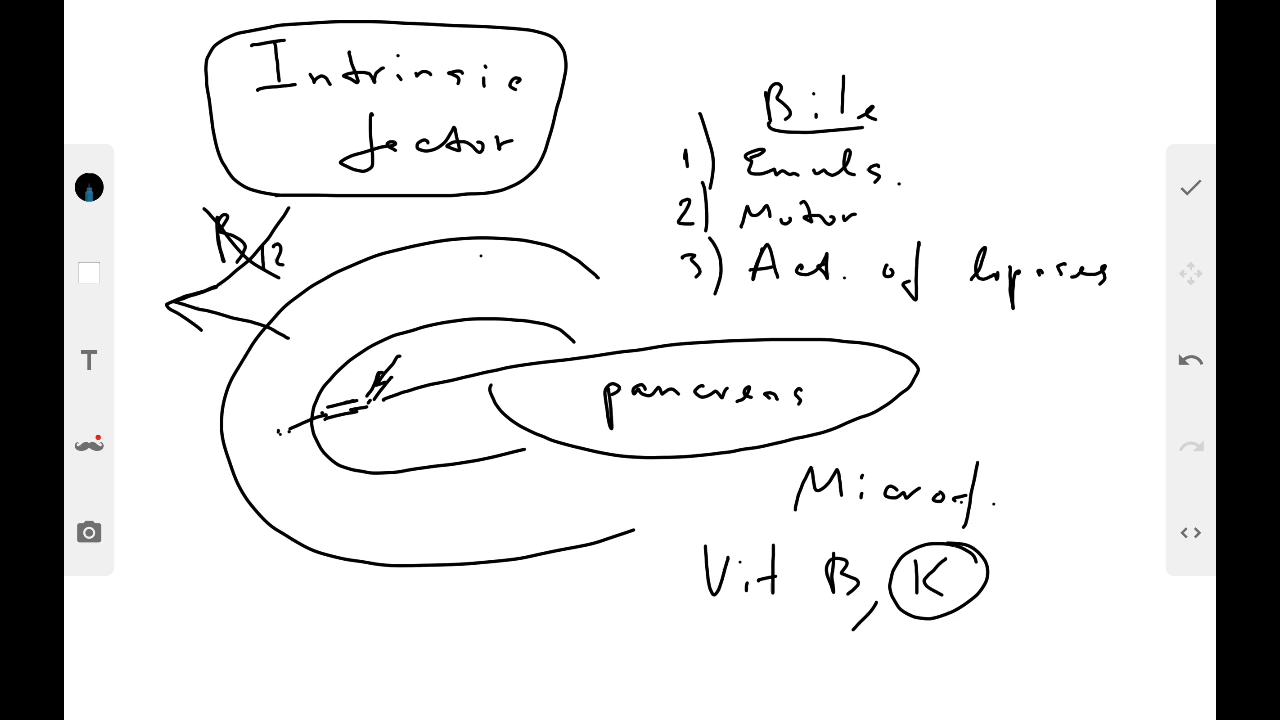 Intrinsic
factor
B12
Bile
1) Emuls.
2) Motor
3) Act. of lipases
pancreas
Microf.
Vit B, K
T